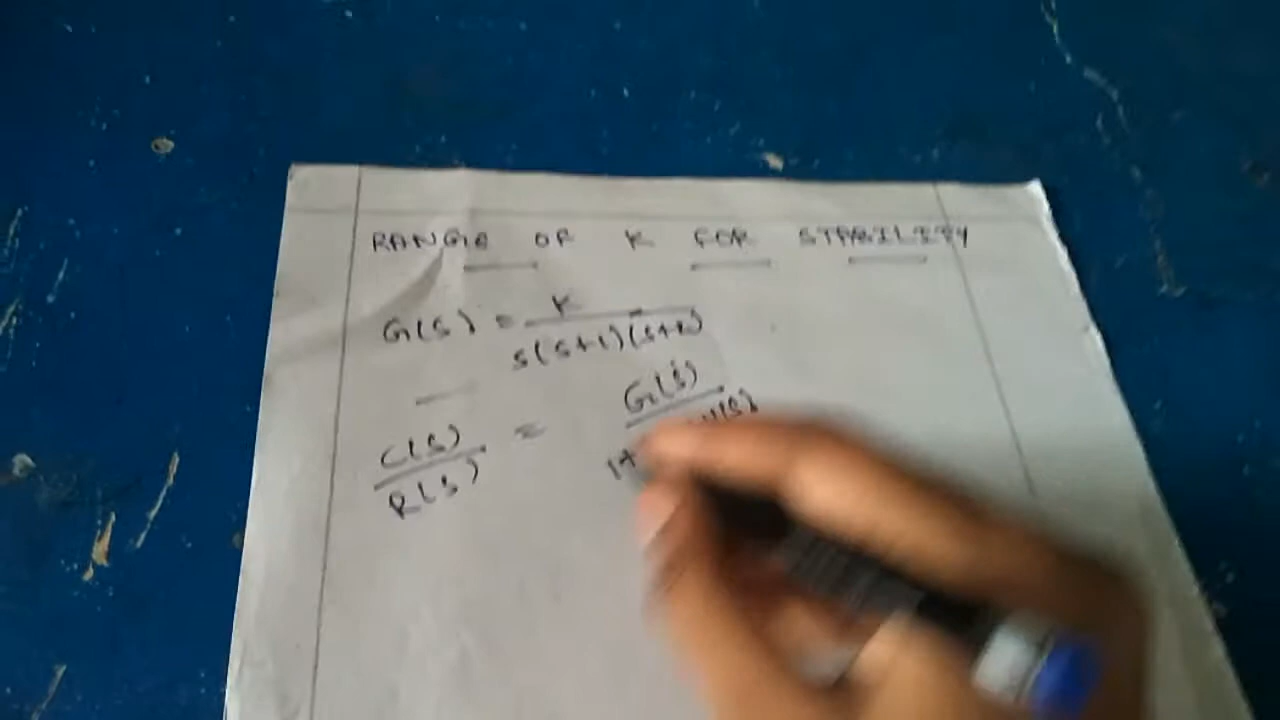 RANGE OF K FOR STABILITY
G(s) = K
s(s+1)(s+2)
C(s) = G(s)
R(s) 1+ H(s)